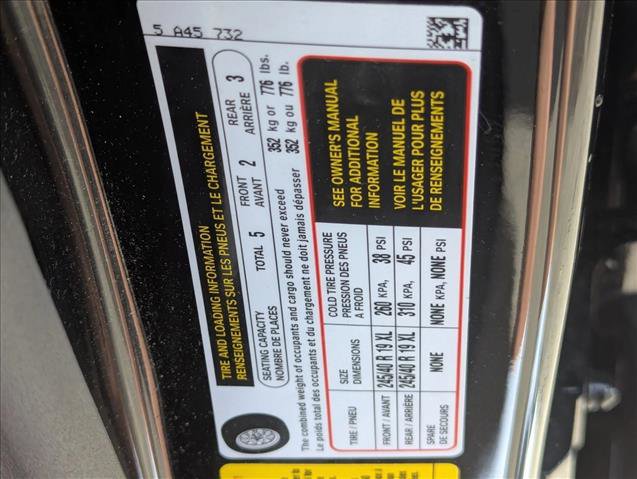 5 A45 732
TIRE AND LOADING INFORMATION
RENSEIGNEMENTS SUR LES PNEUS ET LE CHARGEMENT
SEATING CAPACITY
NOMBRE DE PLACES
TOTAL 5
FRONT
AVANT 2
REAR
ARRIÈRE 3
The combined weight of occupants and cargo should never exceed 352 kg or 776 lbs.
Le poids total des occupants et du chargement ne doit jamais dépasser 352 kg ou 776 lb.
TIRE / PNEU
SIZE
DIMENSIONS
COLD TIRE PRESSURE
PRESSION DES PNEUS
A FROID
FRONT / AVANT 245/40 R 19 XL 260 KPA, 38 PSI
REAR / ARRIÈRE 245/40 R 19 XL 310 KPA, 45 PSI
SPARE
DE SECOURS
NONE NONE KPA, NONE PSI
SEE OWNER'S MANUAL
FOR ADDITIONAL
INFORMATION
VOIR LE MANUEL DE
L'USAGER POUR PLUS
DE RENSEIGNEMENTS